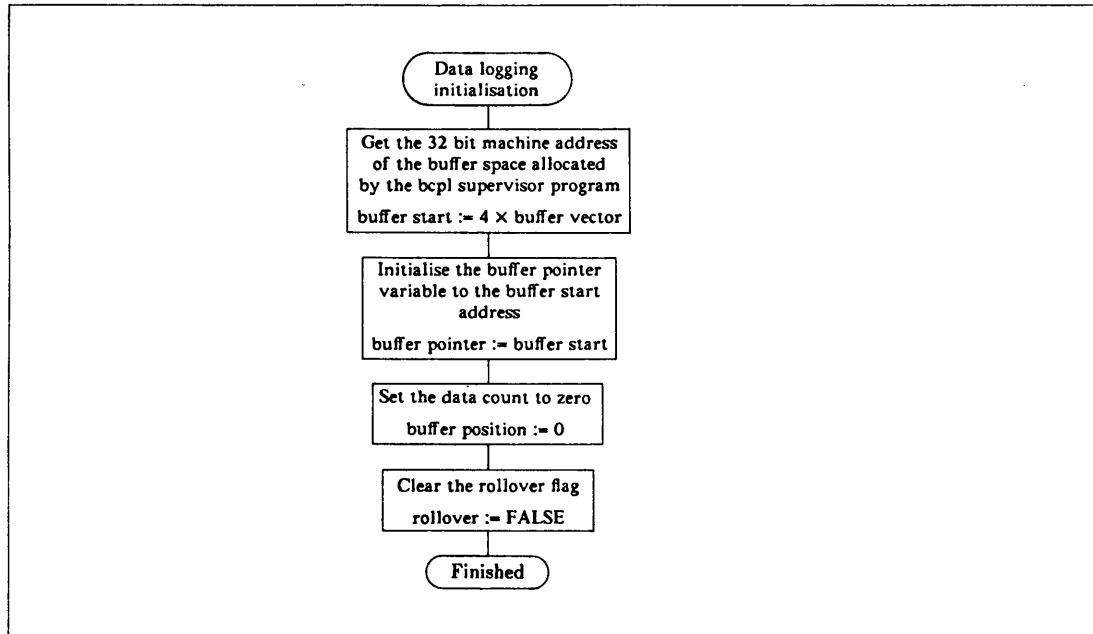 Data logging
initialisation
Get the 32 bit machine address
of the buffer space allocated
by the bcpl supervisor program
buffer start := 4 × buffer vector
Initialise the buffer pointer
variable to the buffer start
address
buffer pointer := buffer start
Set the data count to zero
buffer position := 0
Clear the rollover flag
rollover := FALSE
Finished